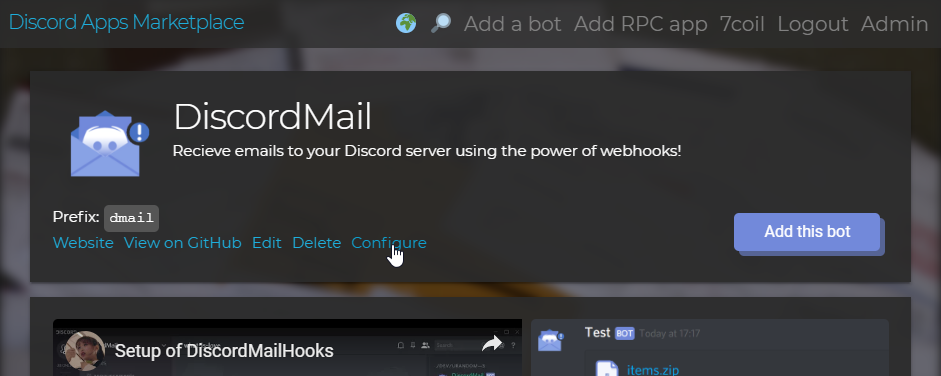 Discord Apps Marketplace
Add a bot Add RPC app 7coil Logout Admin
DiscordMail
Recieve emails to your Discord server using the power of webhooks!
Prefix: dmail
Website View on GitHub Edit Delete Configure
Add this bot
Setup of DiscordMailHooks
Search
Test BOT Today at 17:17
items.zip